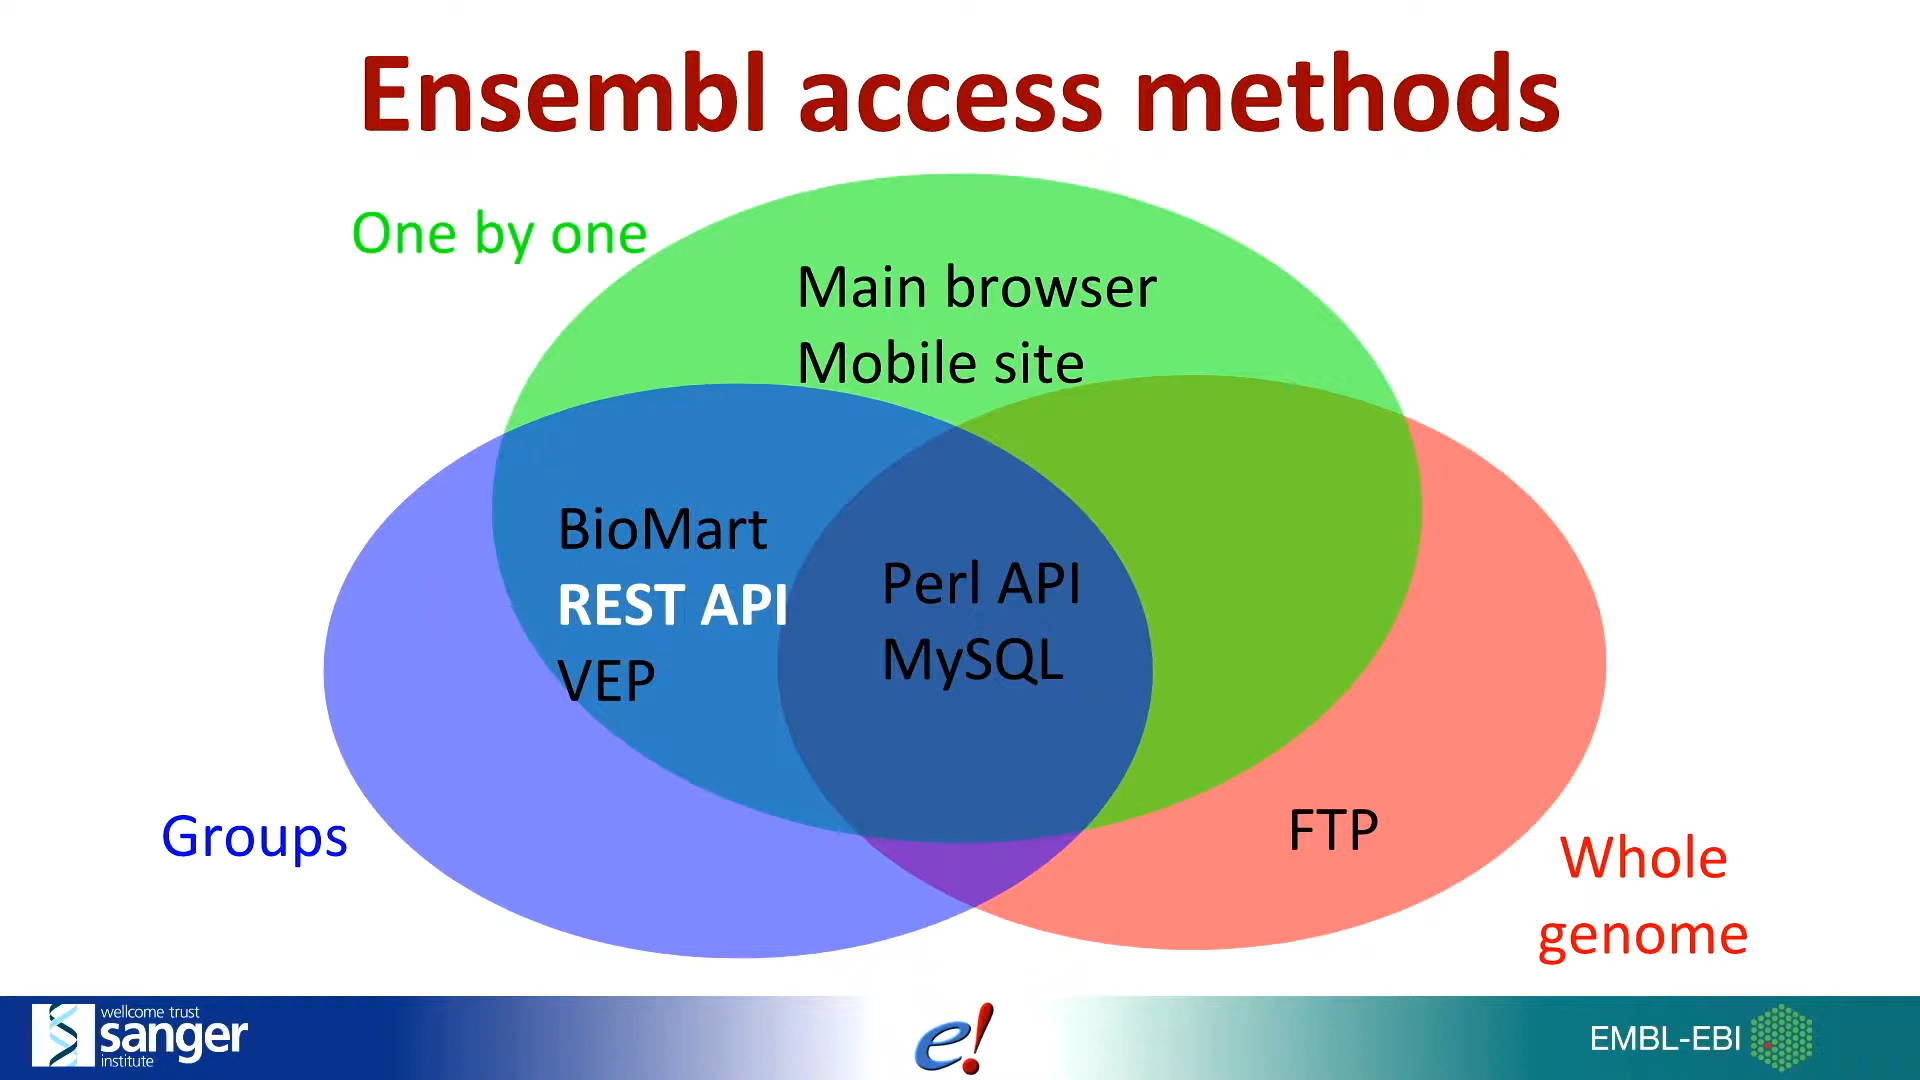 Ensembl access methods
One by one
Main browser
Mobile site
BioMart
REST API
VEP
Perl API
MySQL
Groups
FTP
Whole
genome
wellcome trust
sanger
institute
e!
EMBL-EBI